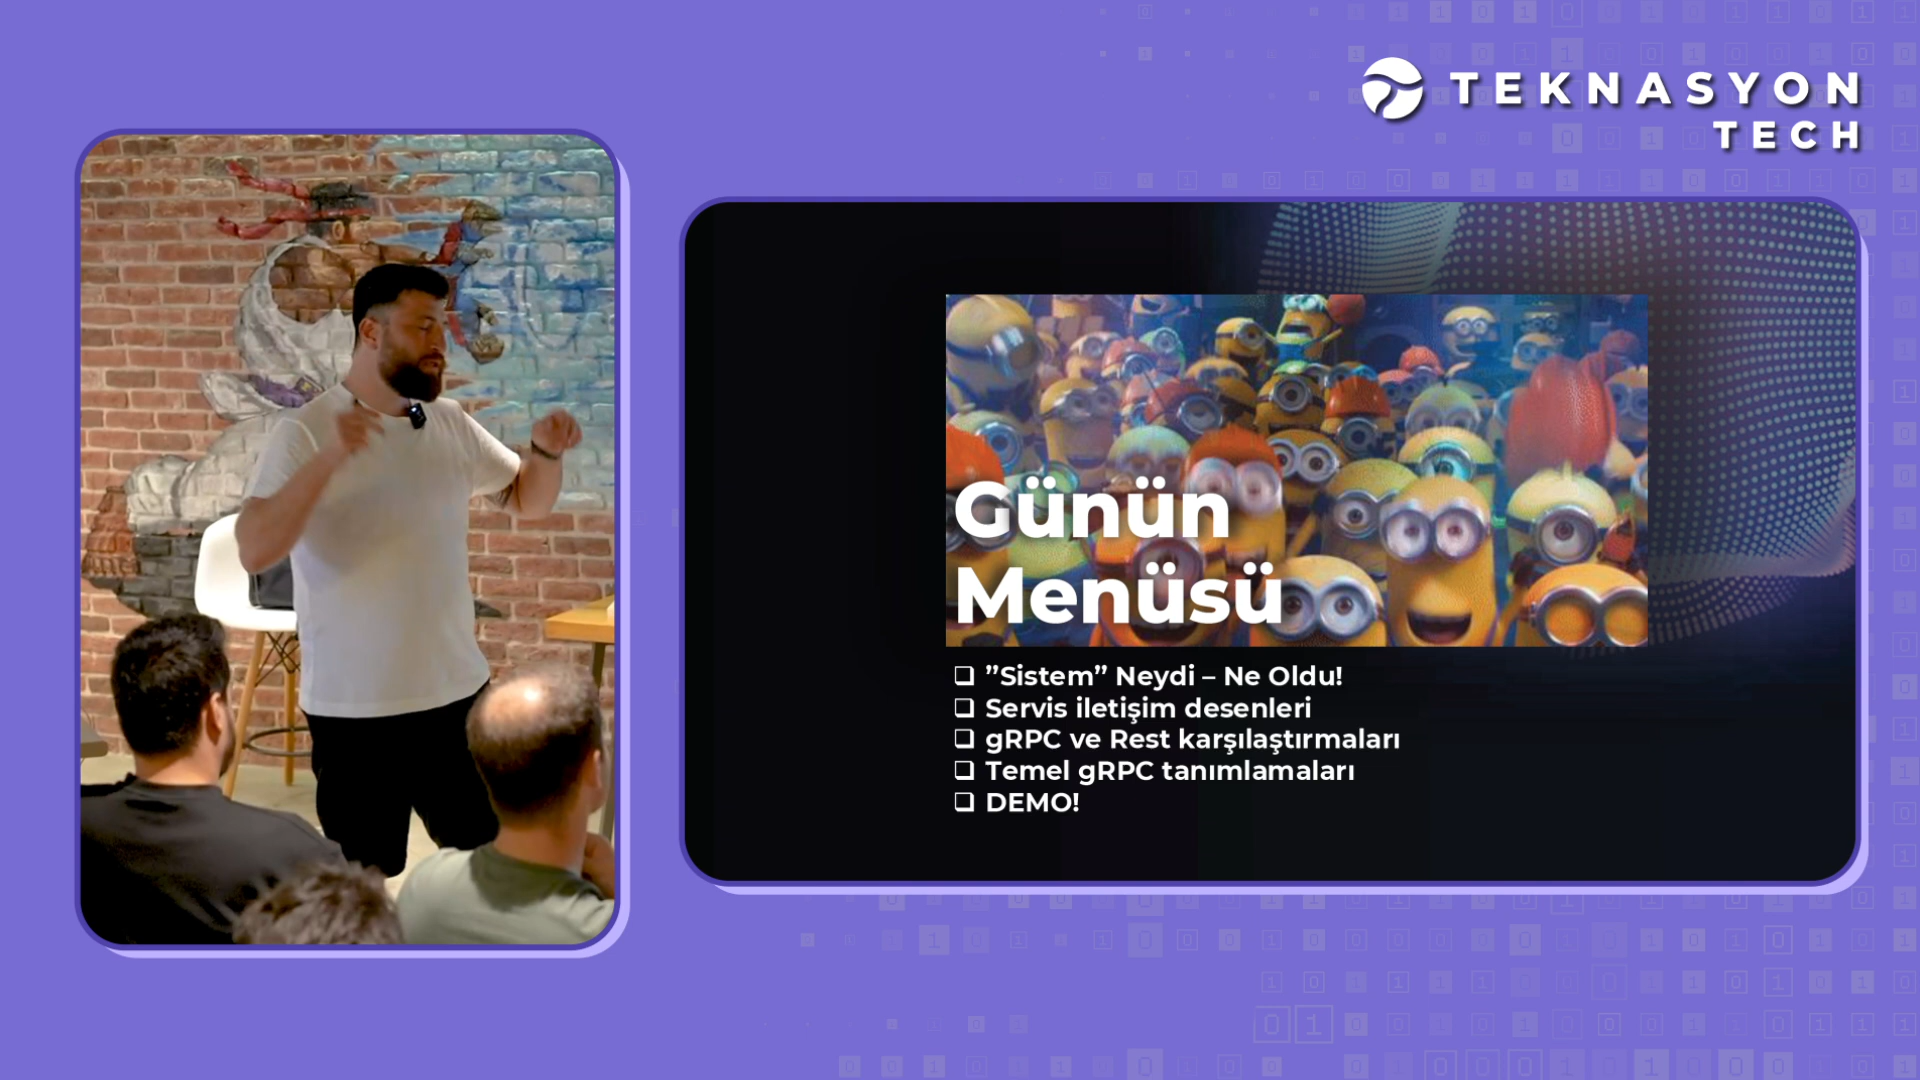 TEKNASYON
TECH
Günün
Menüsü
❑ ”Sistem” Neydi – Ne Oldu!
❑ Servis iletişim desenleri
❑ gRPC ve Rest karşılaştırmaları
❑ Temel gRPC tanımlamaları
❑ DEMO!